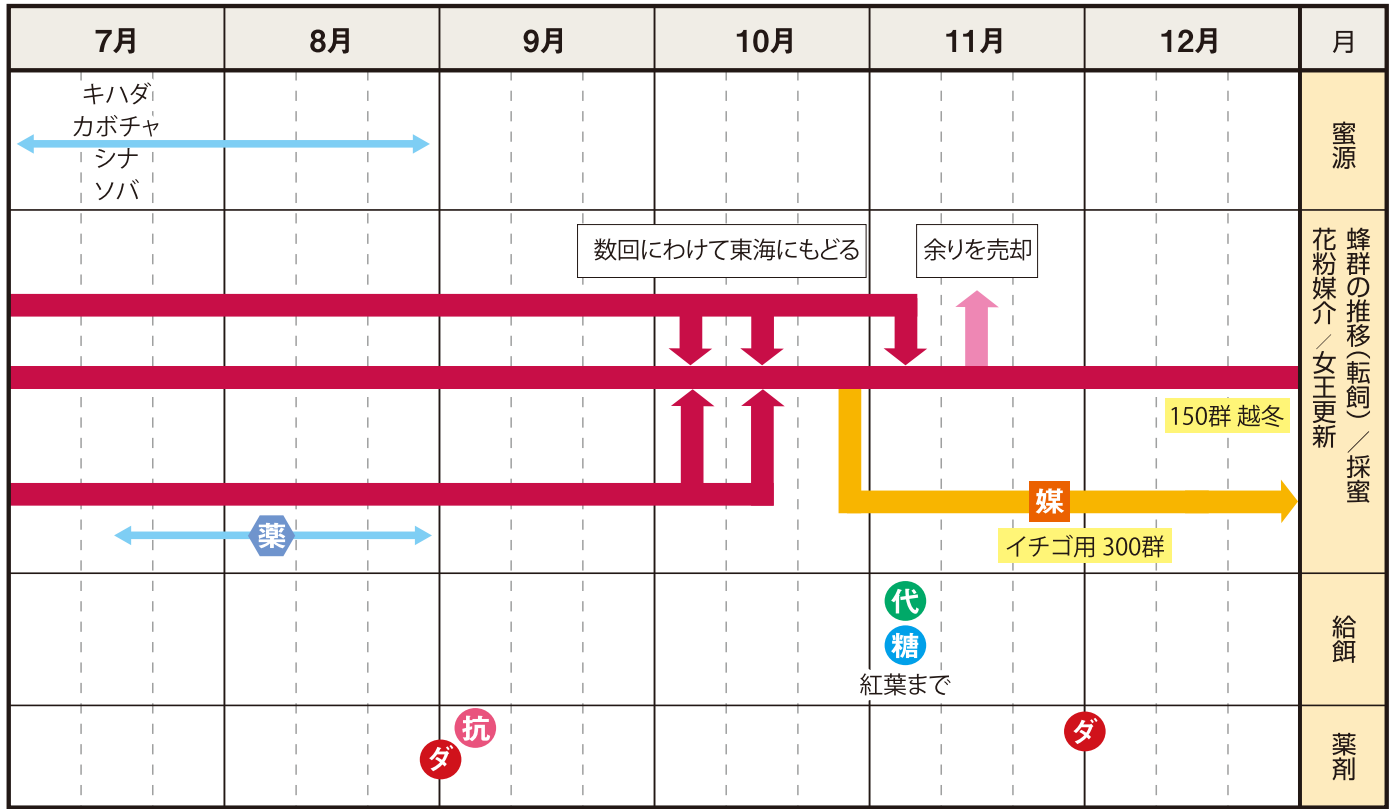 7月 8月 9月 10月 11月 12月 月
キハダ
カボチャ
シナ
ソバ
蜜源
数回にわけて東海にもどる
余りを売却
150群 越冬
媒
イチゴ用 300群
薬
蜂群の推移(転飼)/採蜜
花粉媒介/女王更新
代
糖
紅葉まで
給餌
抗
ダ
ダ
薬剤